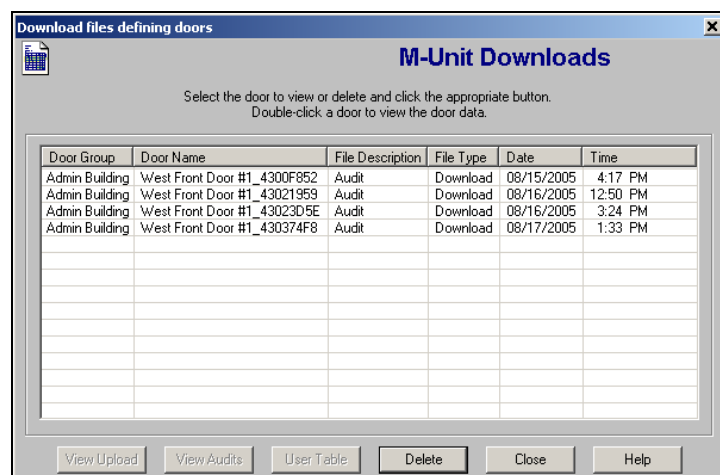 Download files defining doors
M-Unit Downloads
Select the door to view or delete and click the appropriate button.
Double-click a door to view the door data.
Door Group Door Name File Description File Type Date Time
Admin Building West Front Door #1_4300F852 Audit Download 08/15/2005 4:17 PM
Admin Building West Front Door #1_43021959 Audit Download 08/16/2005 12:50 PM
Admin Building West Front Door #1_43023D5E Audit Download 08/16/2005 3:24 PM
Admin Building West Front Door #1_430374F8 Audit Download 08/17/2005 1:33 PM
View Upload View Audits User Table Delete Close Help